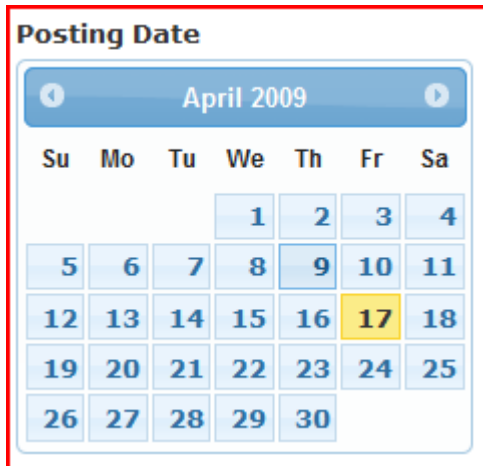 Posting Date
April 2009
Su Mo Tu We Th Fr Sa
1 2 3 4
5 6 7 8 9 10 11
12 13 14 15 16 17 18
19 20 21 22 23 24 25
26 27 28 29 30